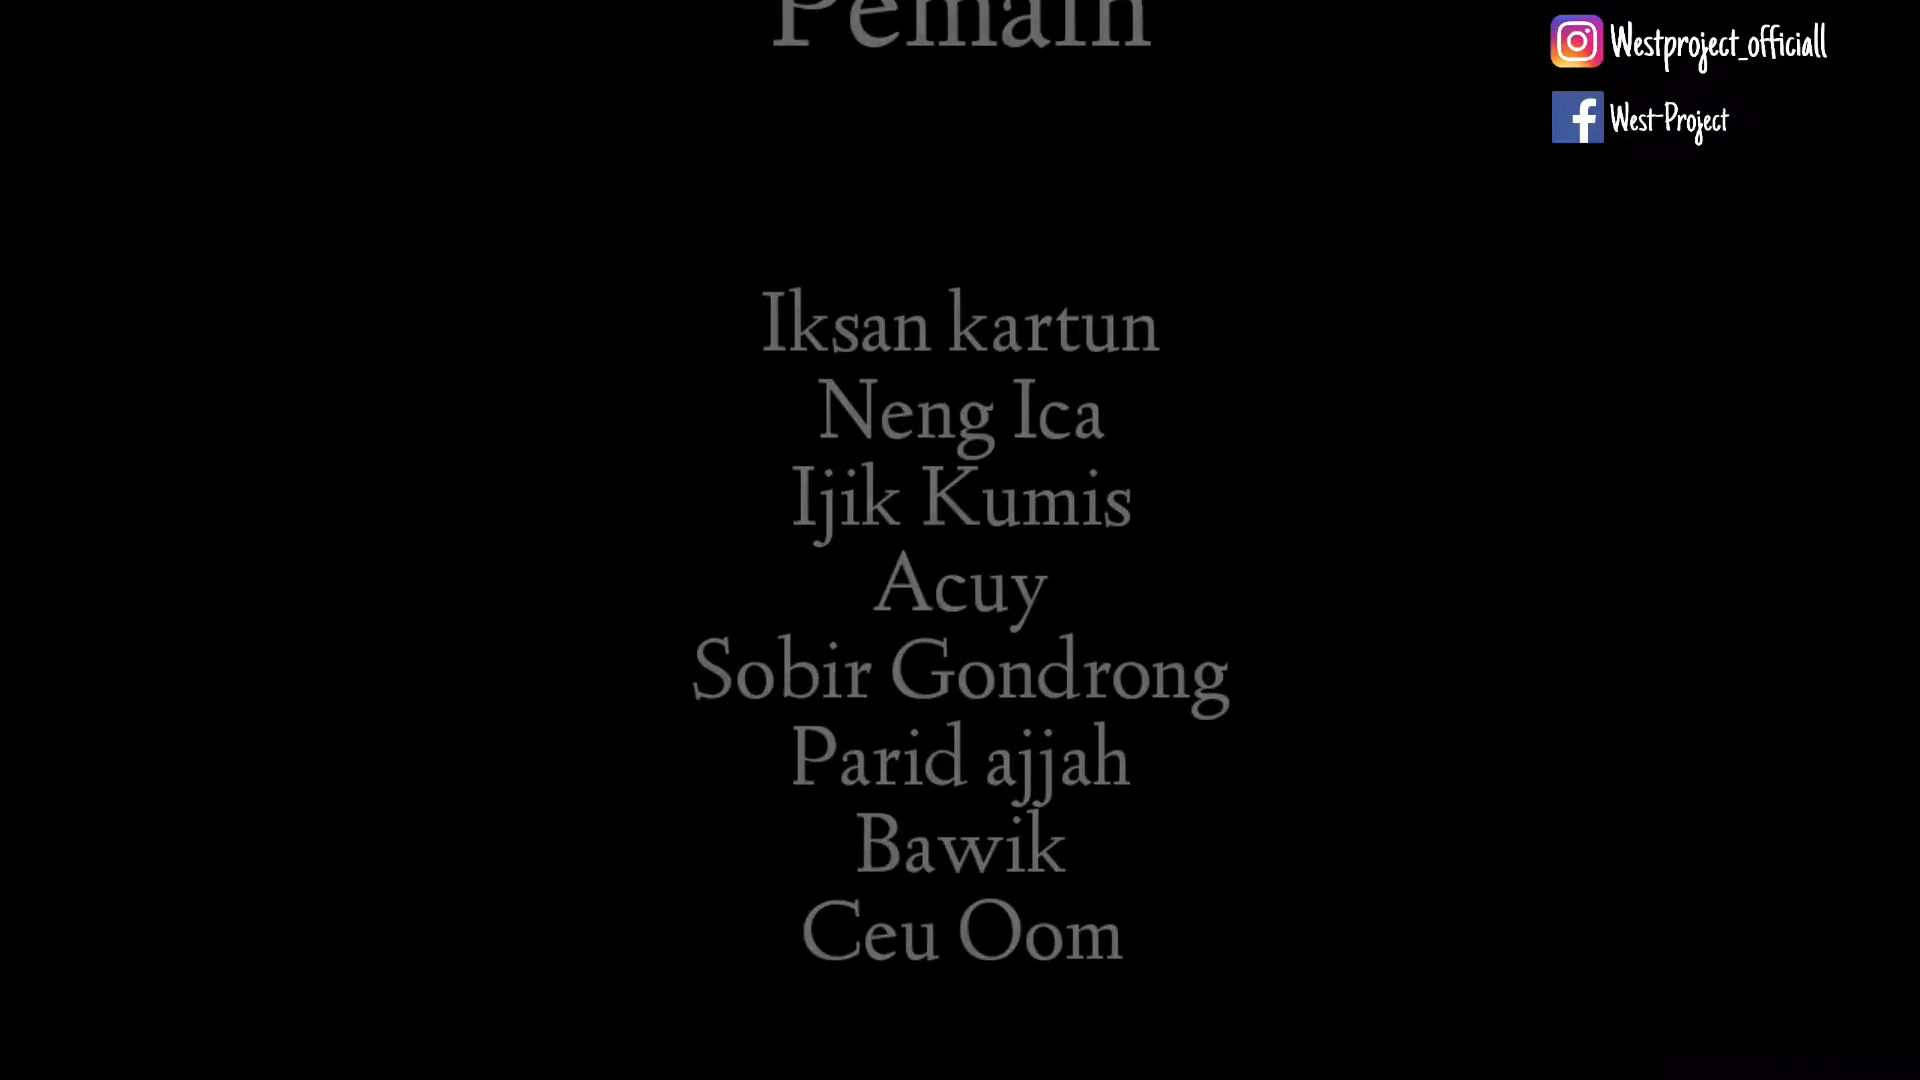 Pemain
Westproject_officiall
West-Project
Iksan kartun
Neng Ica
Ijik Kumis
Acuy
Sobir Gondrong
Parid ajjah
Bawik
Ceu Oom